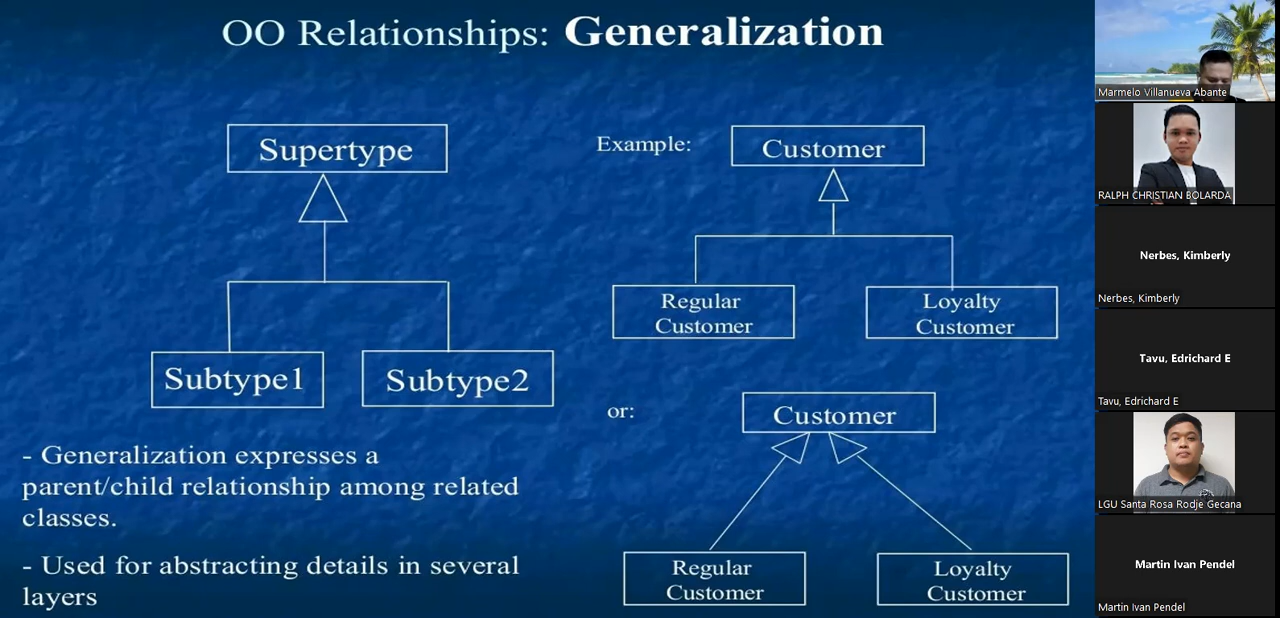 OO Relationships: Generalization
Supertype
Subtype1
Subtype2
- Generalization expresses a
parent/child relationship among related
classes.
- Used for abstracting details in several
layers
Example:
Customer
Regular
Customer
Loyalty
Customer
or:
Customer
Regular
Customer
Loyalty
Customer
Marmelo Villanueva Abante
RALPH CHRISTIAN BOLARDA
Nerbes, Kimberly
Nerbes, Kimberly
Tavu, Edrichard E
Tavu, Edrichard E
LGU Santa Rosa Rodje Gecana
Martin Ivan Pendel
Martin Ivan Pendel